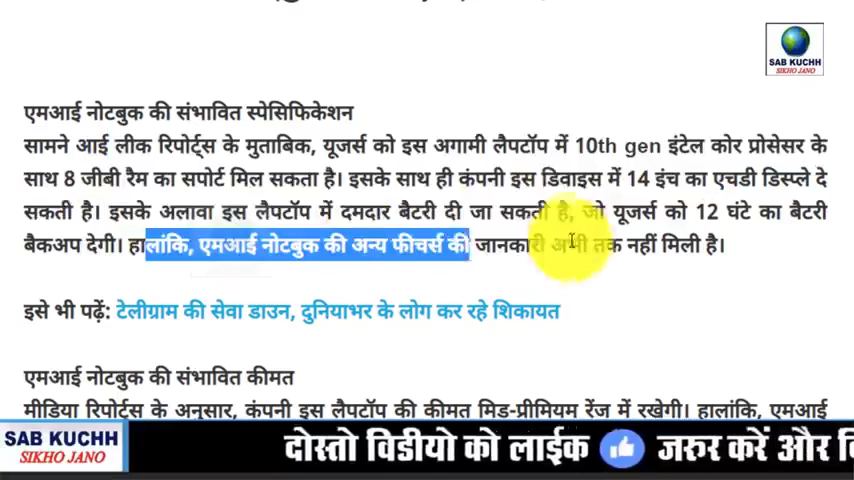 SAB KUCHH
SIKHO JANO
एमआई नोटबुक की संभावित स्पेसिफिकेशन
सामने आई लीक रिपोर्ट्स के मुताबिक, यूजर्स को इस अगामी लैपटॉप में 10th gen इंटेल कोर प्रोसेसर के
साथ 8 जीबी रैम का सपोर्ट मिल सकता है। इसके साथ ही कंपनी इस डिवाइस में 14 इंच का एचडी डिस्प्ले दे
सकती है। इसके अलावा इस लैपटॉप में दमदार बैटरी दी जा सकती है, जो यूजर्स को 12 घंटे का बैटरी
बैकअप देगी। हालांकि, एमआई नोटबुक की अन्य फीचर्स की जानकारी अभी तक नहीं मिली है।
इसे भी पढ़ें: टेलीग्राम की सेवा डाउन, दुनियाभर के लोग कर रहे शिकायत
एमआई नोटबुक की संभावित कीमत
मीडिया रिपोर्ट्स के अनुसार, कंपनी इस लैपटॉप की कीमत मिड-प्रीमियम रेंज में रखेगी। हालांकि, एमआई
SAB KUCHH
SIKHO JANO
दोस्तो विडीयो को लाईक जरुर करें और